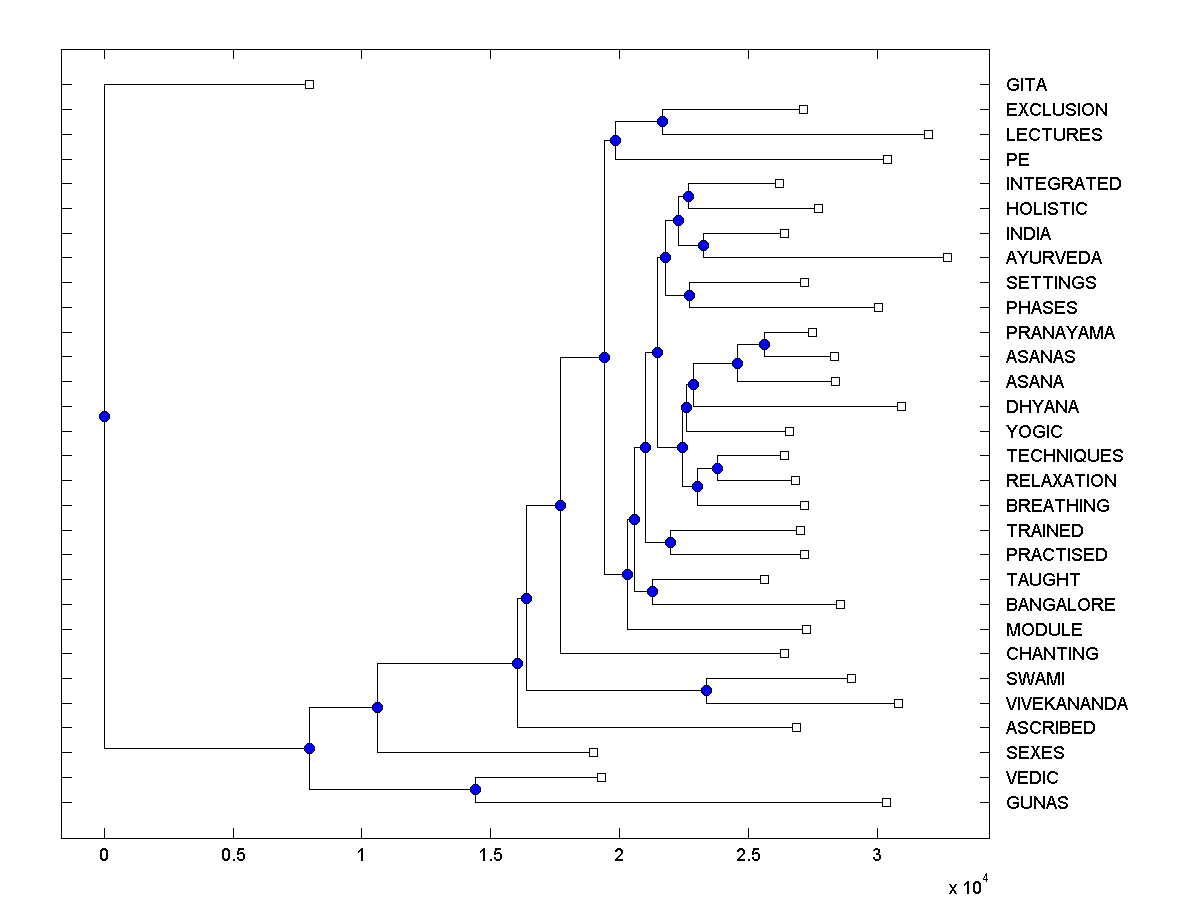 GITA
EXCLUSION
LECTURES
PE
INTEGRATED
HOLISTIC
INDIA
AYURVEDA
SETTINGS
PHASES
PRANAYAMA
ASANAS
ASANA
DHYANA
YOGIC
TECHNIQUES
RELAXATION
BREATHING
TRAINED
PRACTISED
TAUGHT
BANGALORE
MODULE
CHANTING
SWAMI
VIVEKANANDA
ASCRIBED
SEXES
VEDIC
GUNAS
0 0.5 1 1.5 2 2.5 3
x 10^4